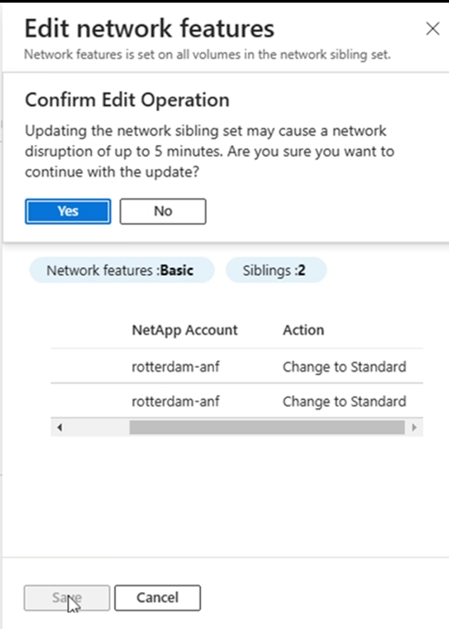 Edit network features
Network features is set on all volumes in the network sibling set.
Confirm Edit Operation
Updating the network sibling set may cause a network
disruption of up to 5 minutes. Are you sure you want to
continue with the update?
Yes No
Network features :Basic Siblings :2
NetApp Account Action
rotterdam-anf Change to Standard
rotterdam-anf Change to Standard
Save Cancel